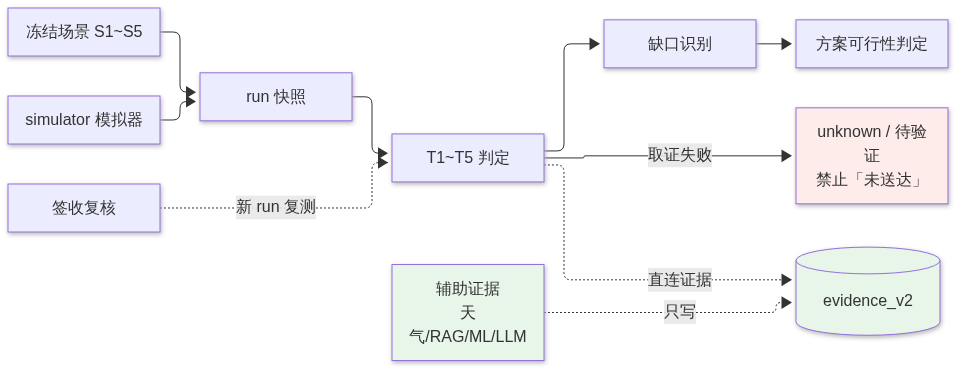 冻结场景 S1~S5
simulator 模拟器
签收复核
run 快照
新 run 复测
T1~T5 判定
辅助证据
天
气/RAG/ML/LLM
缺口识别
方案可行性判定
取证失败
unknown / 待验
证
禁止「未送达」
直连证据
只写
evidence_v2